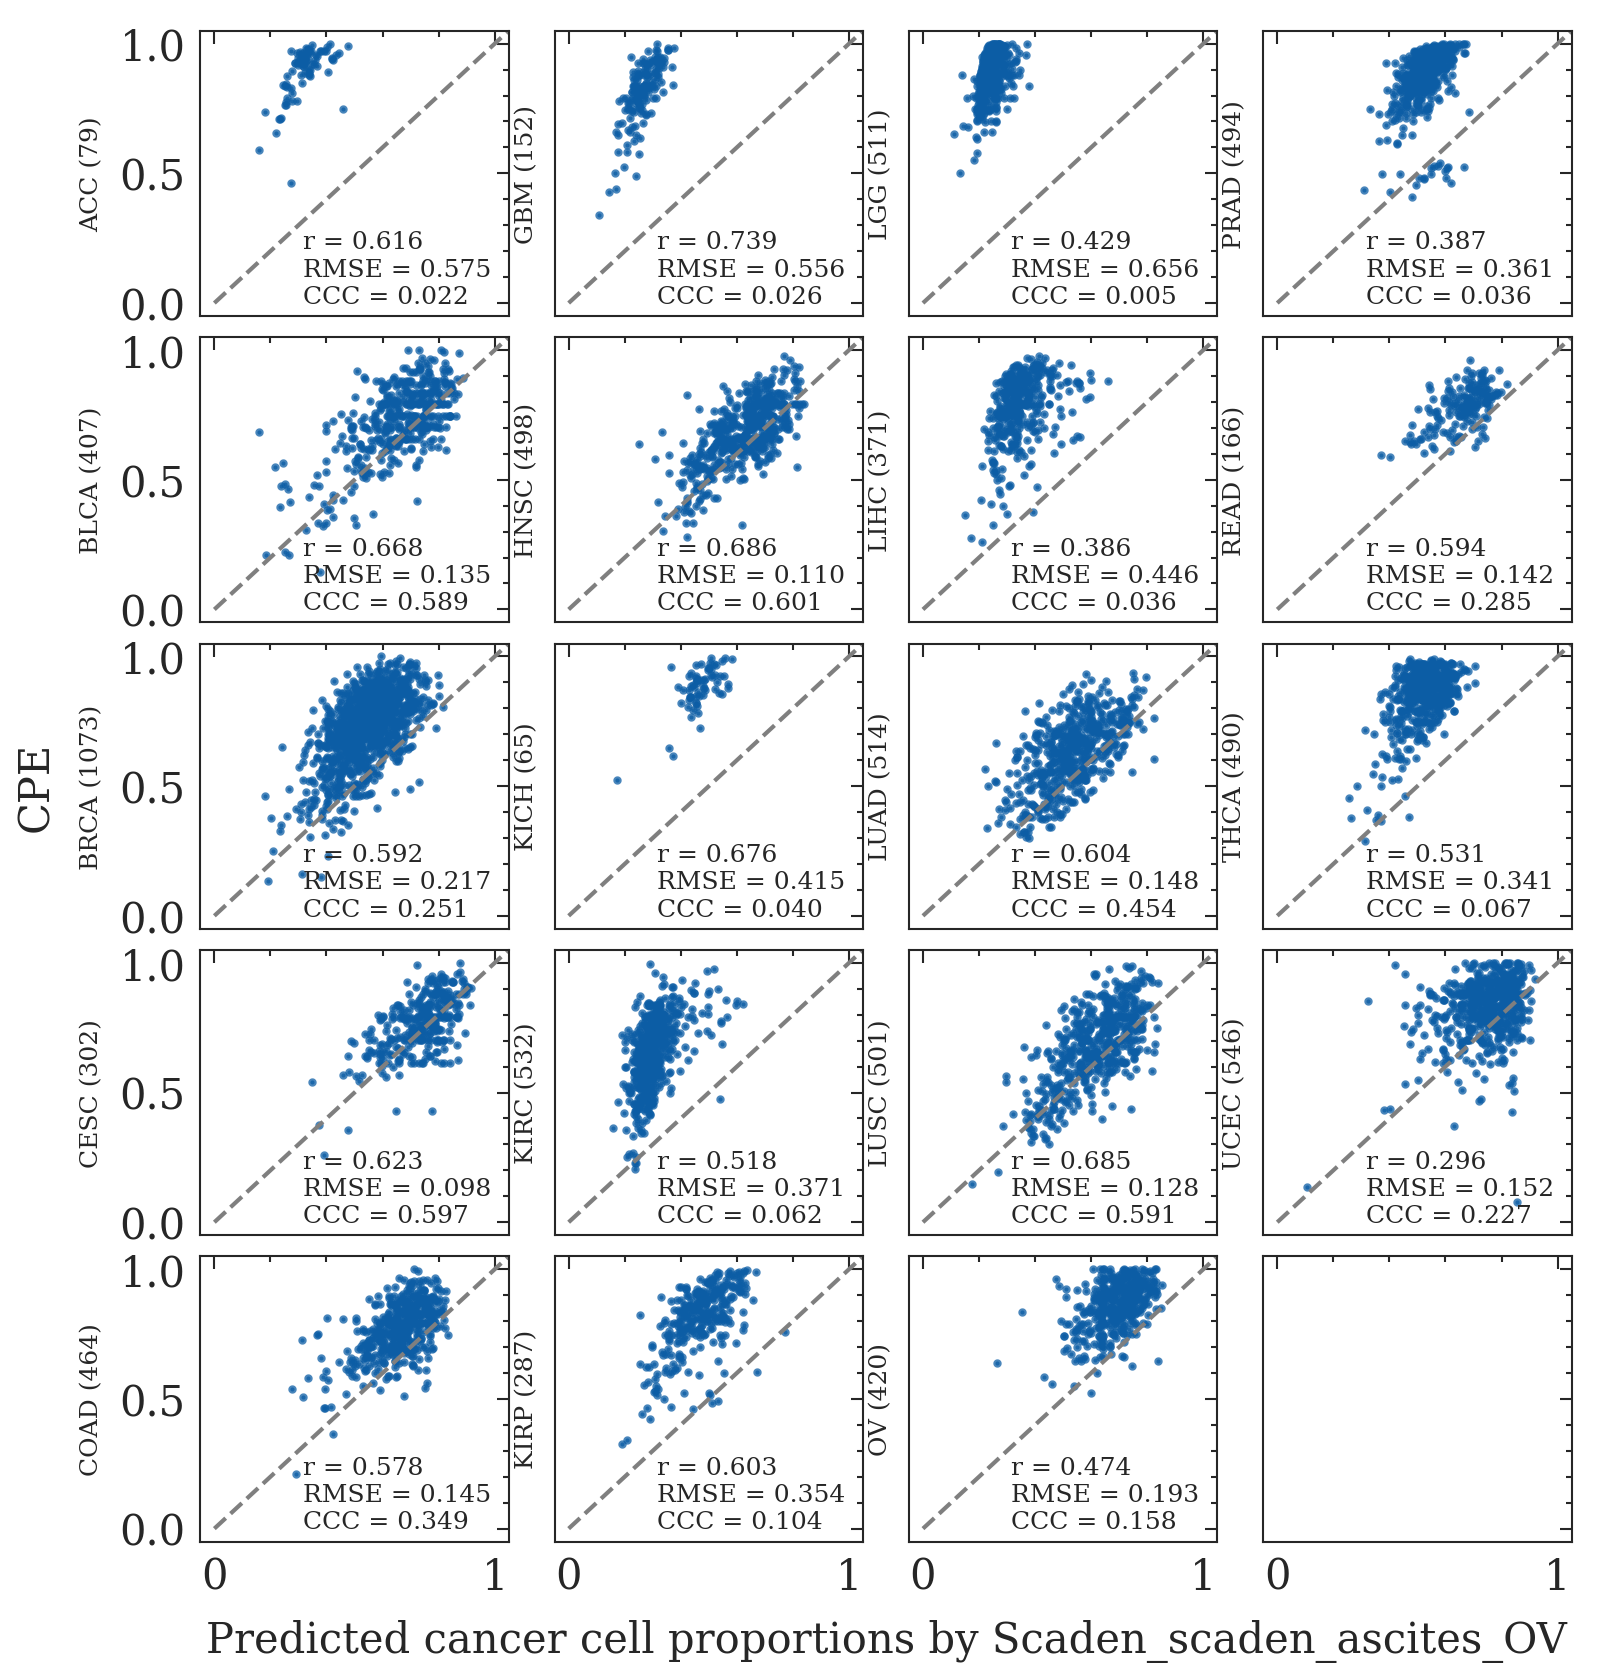 CPE
ACC (79)
1.0
0.5
0.0
r = 0.616
RMSE = 0.575
CCC = 0.022
GBM (152)
r = 0.739
RMSE = 0.556
CCC = 0.026
LGG (511)
r = 0.429
RMSE = 0.656
CCC = 0.005
PRAD (494)
r = 0.387
RMSE = 0.361
CCC = 0.036
BLCA (407)
1.0
0.5
0.0
r = 0.668
RMSE = 0.135
CCC = 0.589
HNSC (498)
r = 0.686
RMSE = 0.110
CCC = 0.601
LIHC (371)
r = 0.386
RMSE = 0.446
CCC = 0.036
READ (166)
r = 0.594
RMSE = 0.142
CCC = 0.285
BRCA (1073)
1.0
0.5
0.0
r = 0.592
RMSE = 0.217
CCC = 0.251
KICH (65)
r = 0.676
RMSE = 0.415
CCC = 0.040
LUAD (514)
r = 0.604
RMSE = 0.148
CCC = 0.454
THCA (490)
r = 0.531
RMSE = 0.341
CCC = 0.067
CESC (302)
1.0
0.5
0.0
r = 0.623
RMSE = 0.098
CCC = 0.597
KIRC (532)
r = 0.518
RMSE = 0.371
CCC = 0.062
LUSC (501)
r = 0.685
RMSE = 0.128
CCC = 0.591
UCEC (546)
r = 0.296
RMSE = 0.152
CCC = 0.227
COAD (464)
1.0
0.5
0.0
r = 0.578
RMSE = 0.145
CCC = 0.349
KIRP (287)
r = 0.603
RMSE = 0.354
CCC = 0.104
OV (420)
r = 0.474
RMSE = 0.193
CCC = 0.158
0 1 0 1 0 1 0 1
Predicted cancer cell proportions by Scaden_scaden_ascites_OV